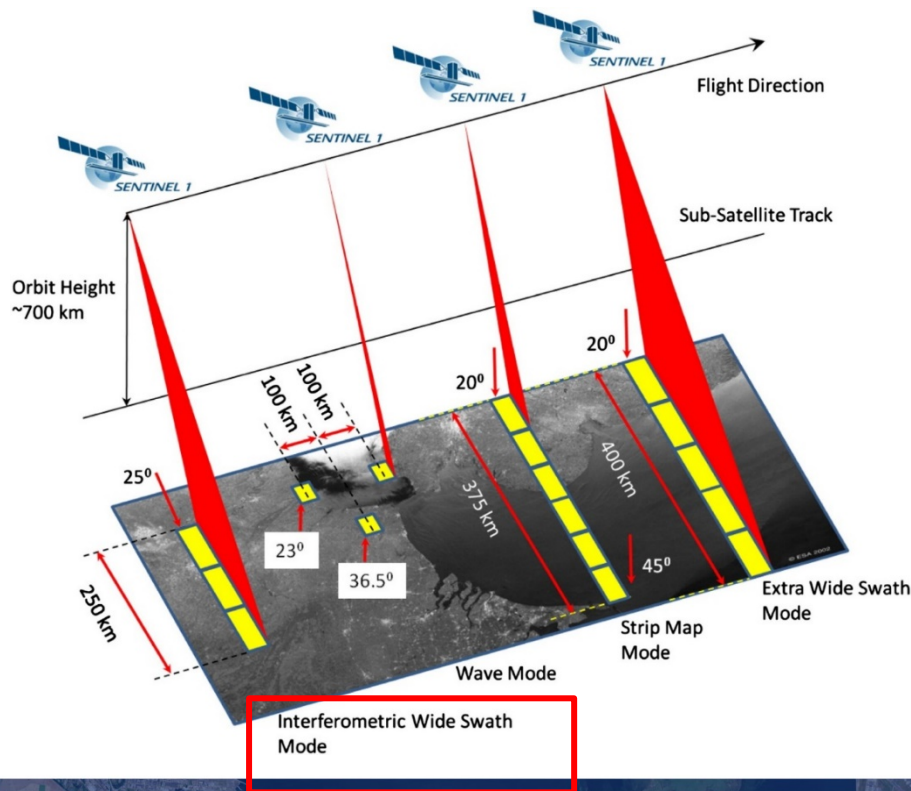 SENTINEL 1
SENTINEL 1
SENTINEL 1
SENTINEL 1
Flight Direction
Sub-Satellite Track
Orbit Height
~700 km
100 km
100 km
20⁰
20⁰
25⁰
375 km
400 km
23⁰
36.5⁰
45⁰
250 km
© ESA 2002
Extra Wide Swath
Mode
Strip Map
Mode
Wave Mode
Interferometric Wide Swath
Mode